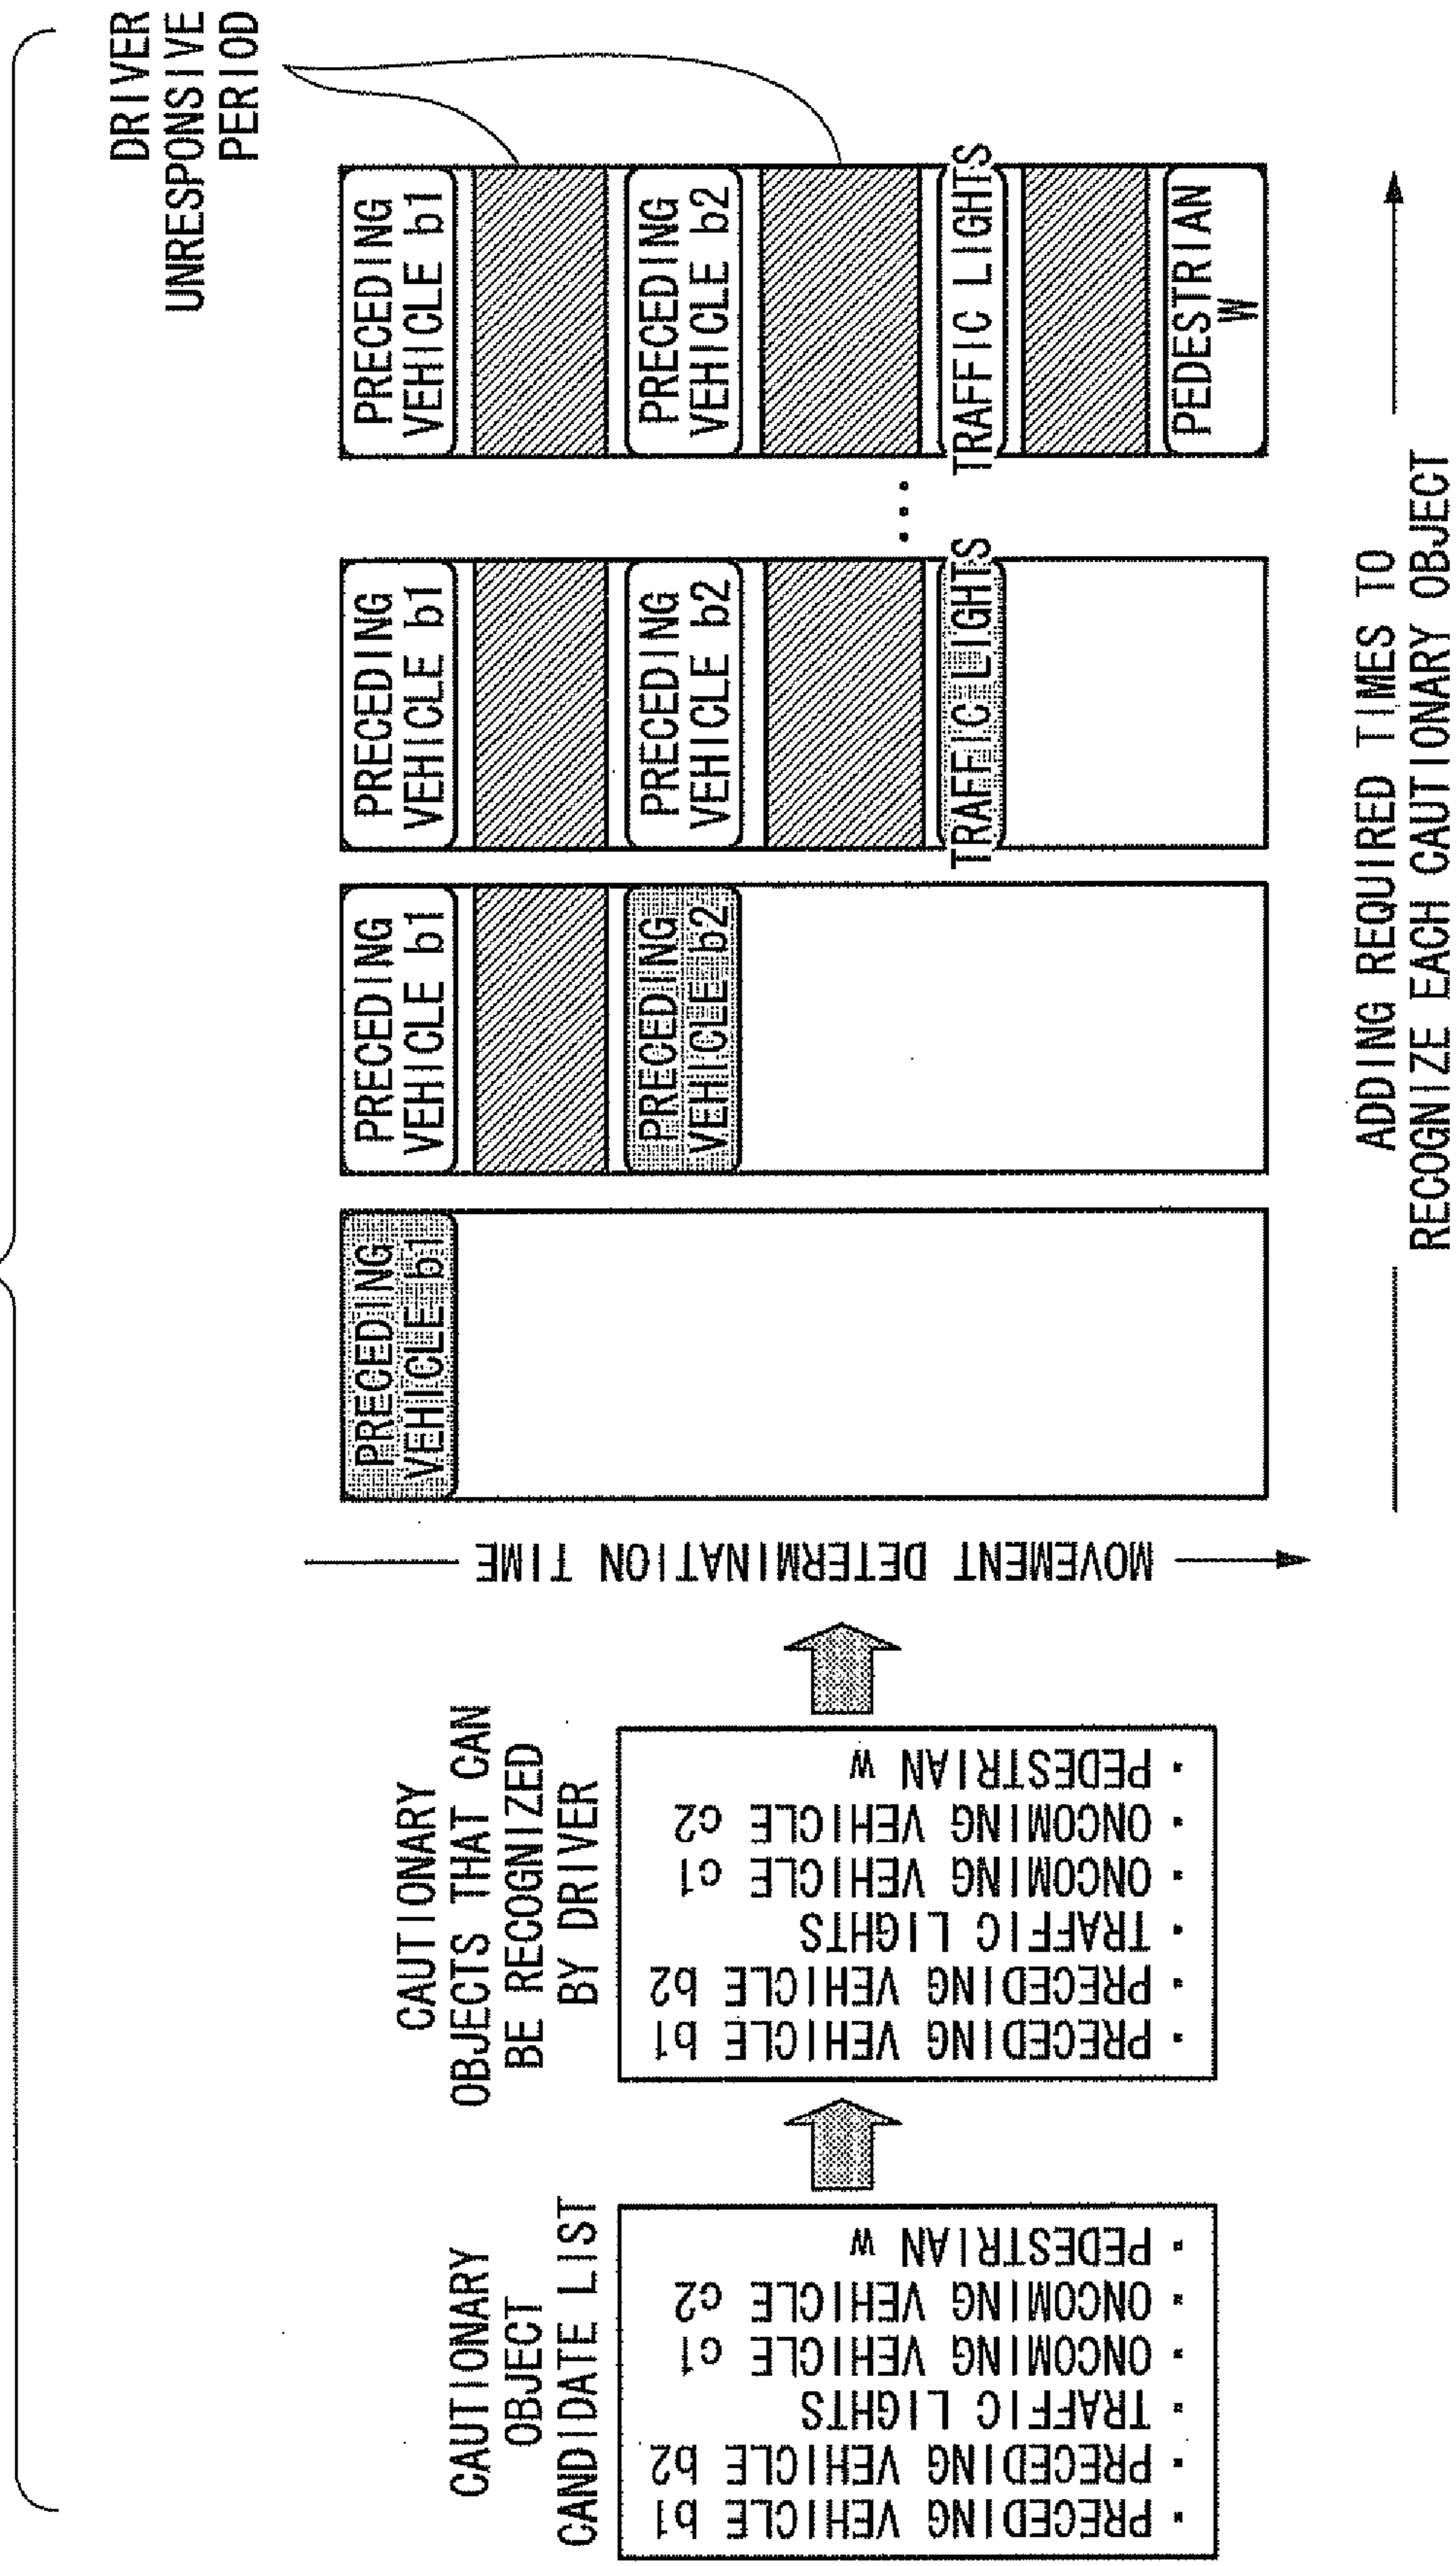 CAUTIONARY
OBJECT
CANDIDATE LIST
• PRECEDING VEHICLE b1
• PRECEDING VEHICLE b2
• TRAFFIC LIGHTS
• ONCOMING VEHICLE c1
• ONCOMING VEHICLE c2
• PEDESTRIAN w
CAUTIONARY
OBJECTS THAT CAN
BE RECOGNIZED
BY DRIVER
• PRECEDING VEHICLE b1
• PRECEDING VEHICLE b2
• TRAFFIC LIGHTS
• ONCOMING VEHICLE c1
• ONCOMING VEHICLE c2
• PEDESTRIAN w
MOVEMENT DETERMINATION TIME
PRECEDING
VEHICLE b1
PRECEDING
VEHICLE b1
PRECEDING
VEHICLE b2
PRECEDING
VEHICLE b1
PRECEDING
VEHICLE b2
TRAFFIC LIGHTS
...
PRECEDING
VEHICLE b1
PRECEDING
VEHICLE b2
TRAFFIC LIGHTS
PEDESTRIAN
W
DRIVER
UNRESPONSIVE
PERIOD
ADDING REQUIRED TIMES TO
RECOGNIZE EACH CAUTIONARY OBJECT